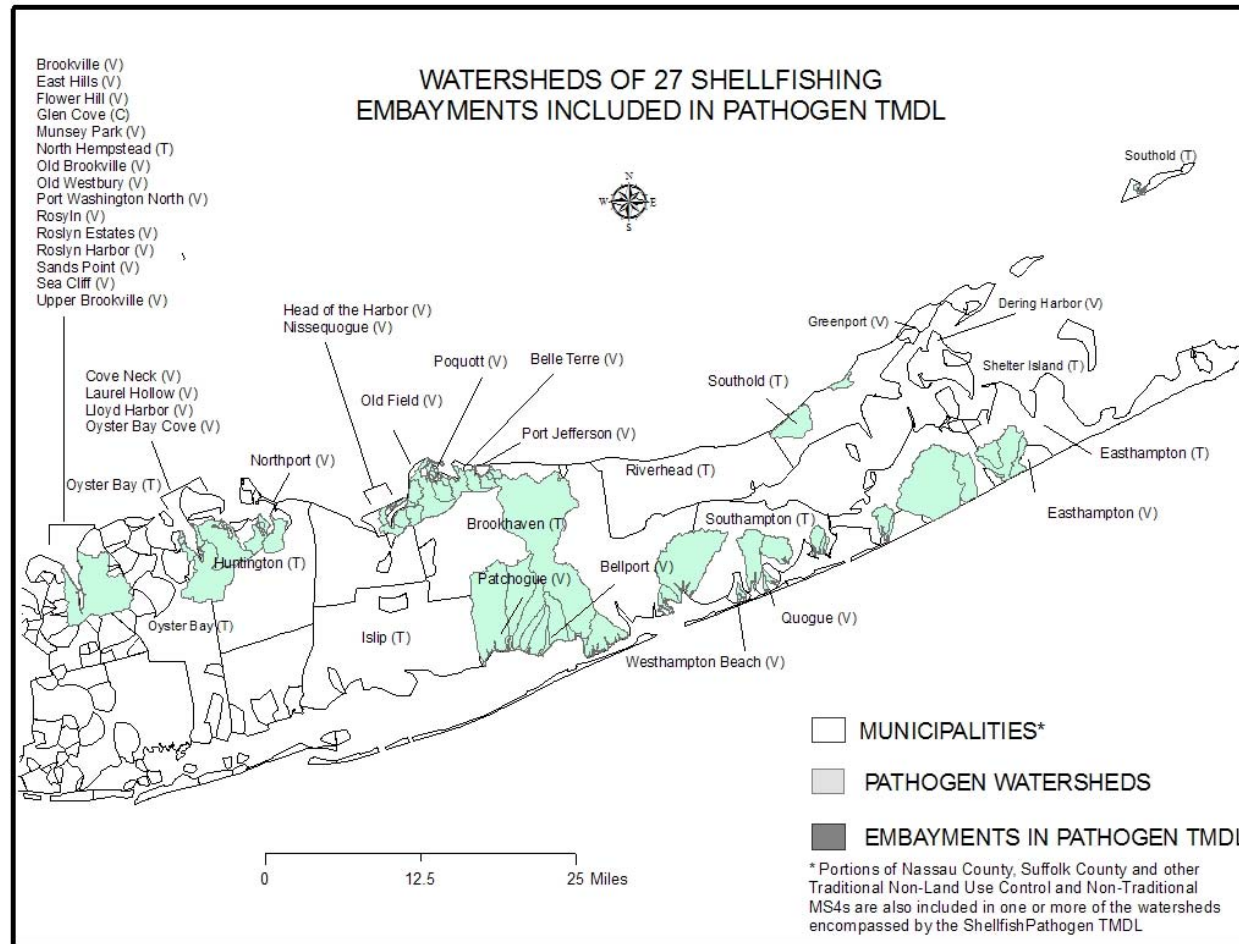 WATERSHEDS OF 27 SHELLFISHING
EMBAYMENTS INCLUDED IN PATHOGEN TMDL
Brookville (V)
East Hills (V)
Flower Hill (V)
Glen Cove (C)
Munsey Park (V)
North Hempstead (T)
Old Brookville (V)
Old Westbury (V)
Port Washington North (V)
Rosyln (V)
Roslyn Estates (V)
Roslyn Harbor (V)
Sands Point (V)
Sea Cliff (V)
Upper Brookville (V)
N
W
E
S
Southold (T)
Head of the Harbor (V)
Nissequogue (V)
Greenport (V)
Dering Harbor (V)
Poquott (V)
Belle Terre (V)
Shelter Island (T)
Cove Neck (V)
Laurel Hollow (V)
Lloyd Harbor (V)
Oyster Bay Cove (V)
Old Field (V)
Southold (T)
Port Jefferson (V)
Northport (V)
Oyster Bay (T)
Riverhead (T)
Easthampton (T)
Easthampton (V)
Brookhaven (T)
Southampton (T)
Huntington (T)
Patchogue (V)
Bellport (V)
Oyster Bay (T)
Islip (T)
Quogue (V)
Westhampton Beach (V)
MUNICIPALITIES*
PATHOGEN WATERSHEDS
EMBAYMENTS IN PATHOGEN TMDL
* Portions of Nassau County, Suffolk County and other
Traditional Non-Land Use Control and Non-Traditional
MS4s are also included in one or more of the watersheds
encompassed by the ShellfishPathogen TMDL
0 12.5 25 Miles